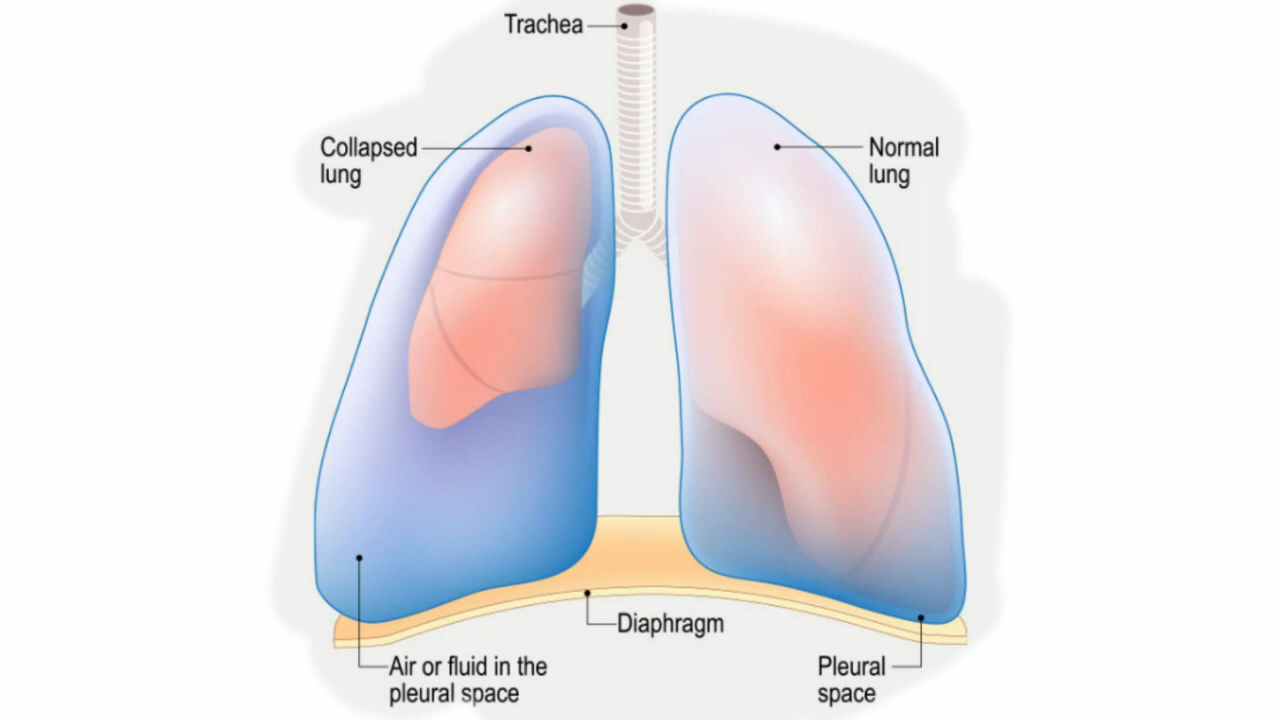 Trachea
Collapsed
lung
Normal
lung
Diaphragm
Air or fluid in the
pleural space
Pleural
space